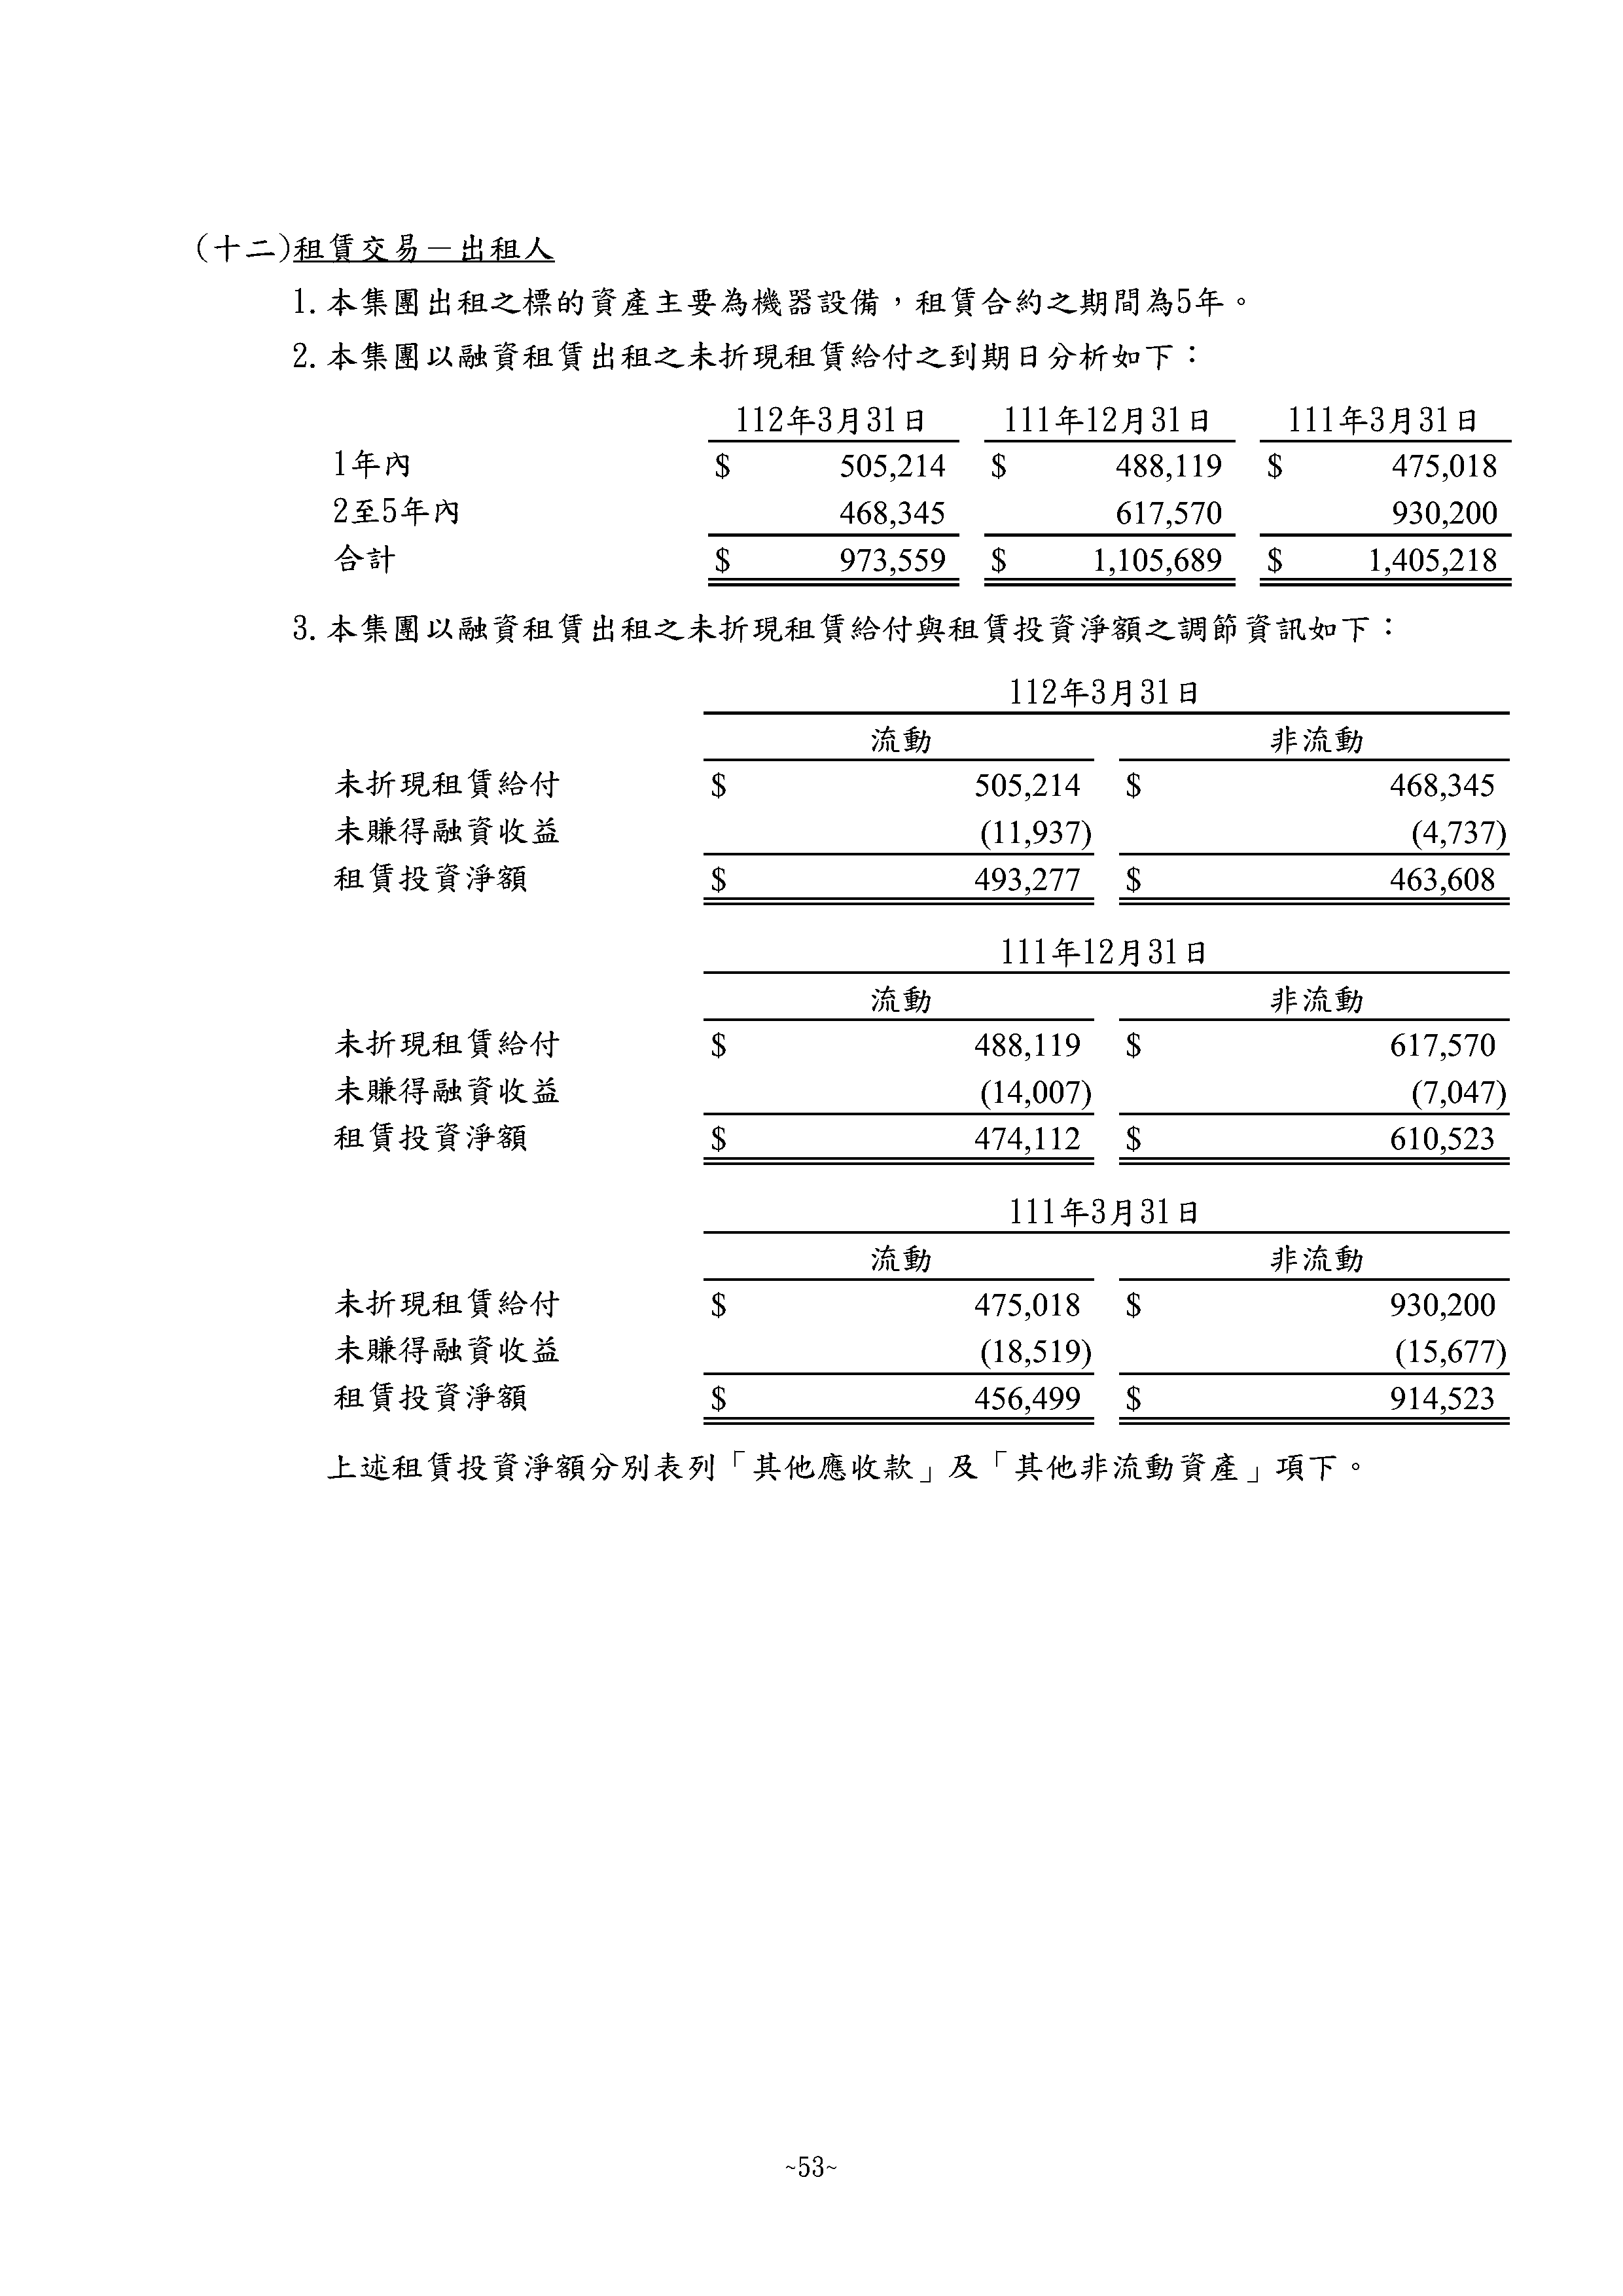 (十二)租賃交易－出租人
1.本集團出租之標的資產主要為機器設備，租賃合約之期間為5年。
2.本集團以融資租賃出租之未折現租賃給付之到期日分析如下：
112年3月31日 111年12月31日 111年3月31日
1年內 $ 505,214 $ 488,119 $ 475,018
2至5年內 468,345 617,570 930,200
合計 $ 973,559 $ 1,105,689 $ 1,405,218
3.本集團以融資租賃出租之未折現租賃給付與租賃投資淨額之調節資訊如下：
112年3月31日
流動 非流動
未折現租賃給付 $ 505,214 $ 468,345
未賺得融資收益 (11,937) (4,737)
租賃投資淨額 $ 493,277 $ 463,608
111年12月31日
流動 非流動
未折現租賃給付 $ 488,119 $ 617,570
未賺得融資收益 (14,007) (7,047)
租賃投資淨額 $ 474,112 $ 610,523
111年3月31日
流動 非流動
未折現租賃給付 $ 475,018 $ 930,200
未賺得融資收益 (18,519) (15,677)
租賃投資淨額 $ 456,499 $ 914,523
上述租賃投資淨額分別表列「其他應收款」及「其他非流動資產」項下。
~53~